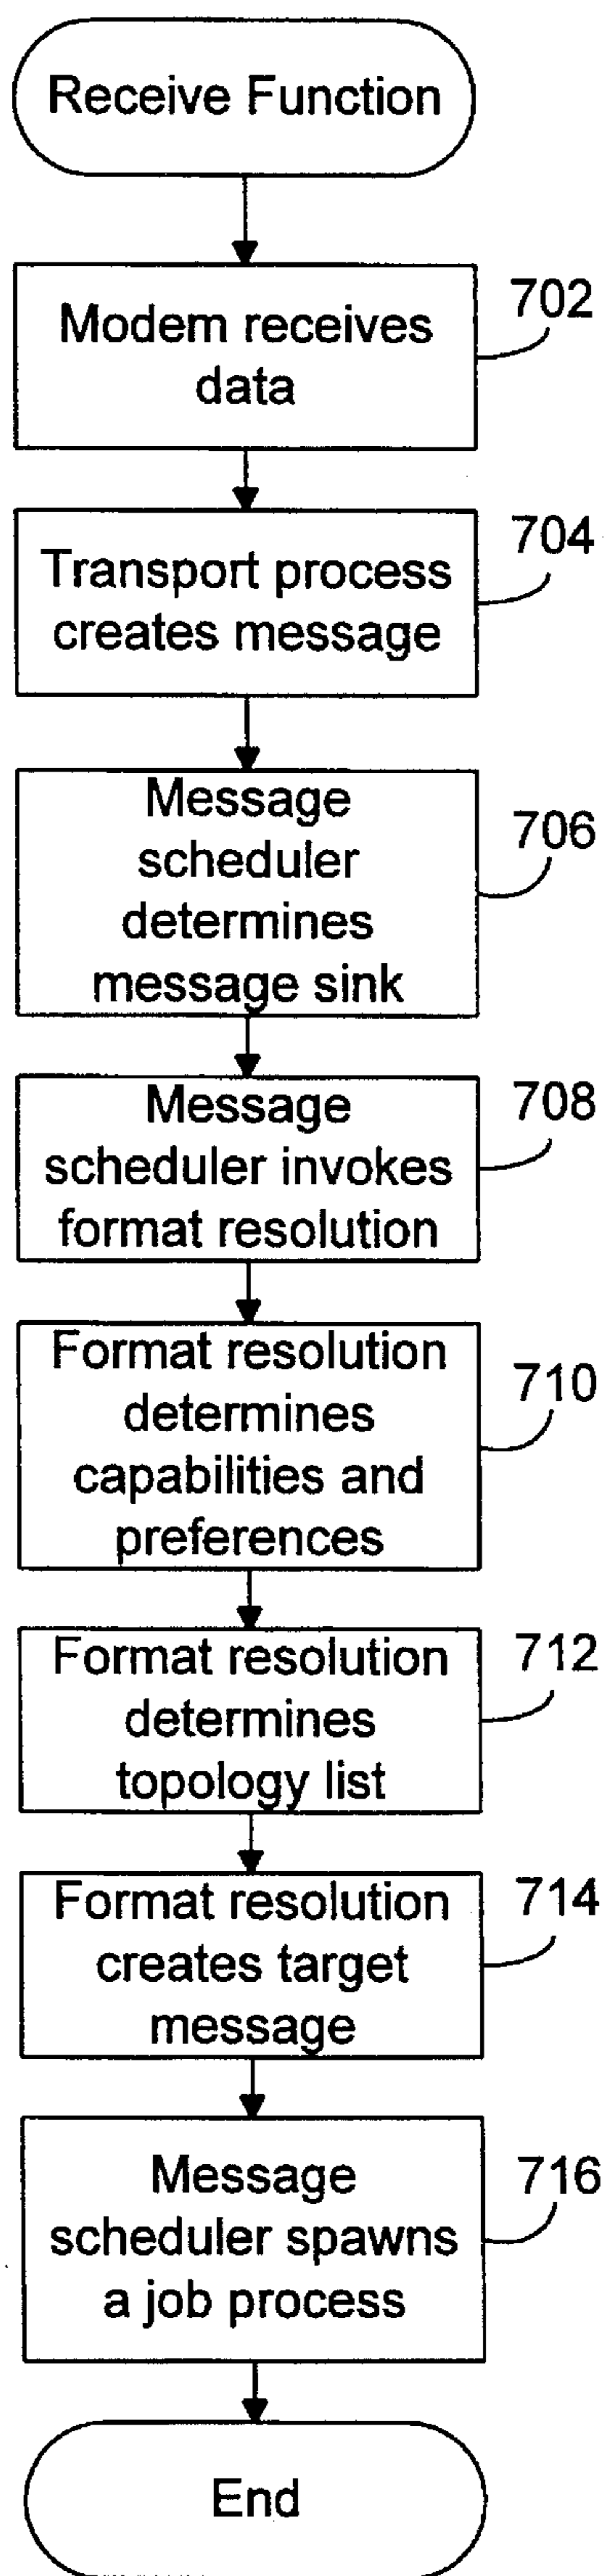 Receive Function
702
Modem receives
data
704
Transport process
creates message
706
Message
scheduler
determines
message sink
708
Message
scheduler invokes
format resolution
710
Format resolution
determines
capabilities and
preferences
712
Format resolution
determines
topology list
714
Format resolution
creates target
message
716
Message
scheduler spawns
a job process
End